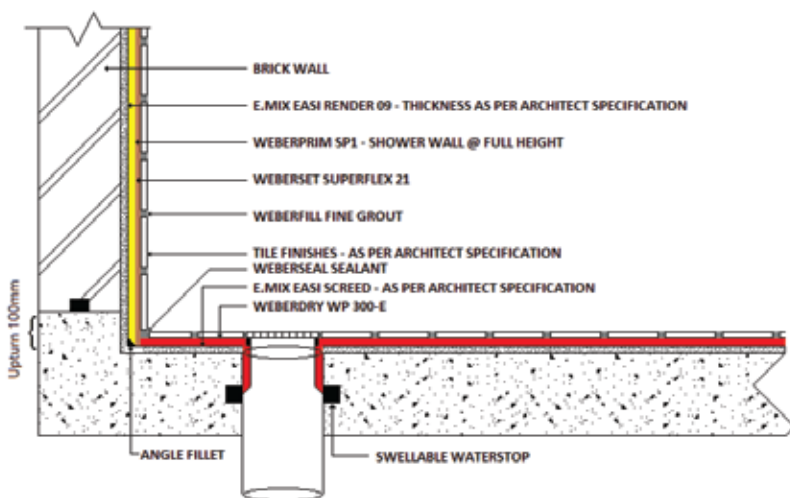 BRICK WALL
E.MIX EASI RENDER 09 - THICKNESS AS PER ARCHITECT SPECIFICATION
WEBERPRIM SP1 - SHOWER WALL @ FULL HEIGHT
WEBERSET SUPERFLEX 21
WEBERFILL FINE GROUT
TILE FINISHES - AS PER ARCHITECT SPECIFICATION
WEBERSEAL SEALANT
E.MIX EASI SCREED - AS PER ARCHITECT SPECIFICATION
WEBERDRY WP 300-E
Upturn 100mm
ANGLE FILLET
SWELLABLE WATERSTOP